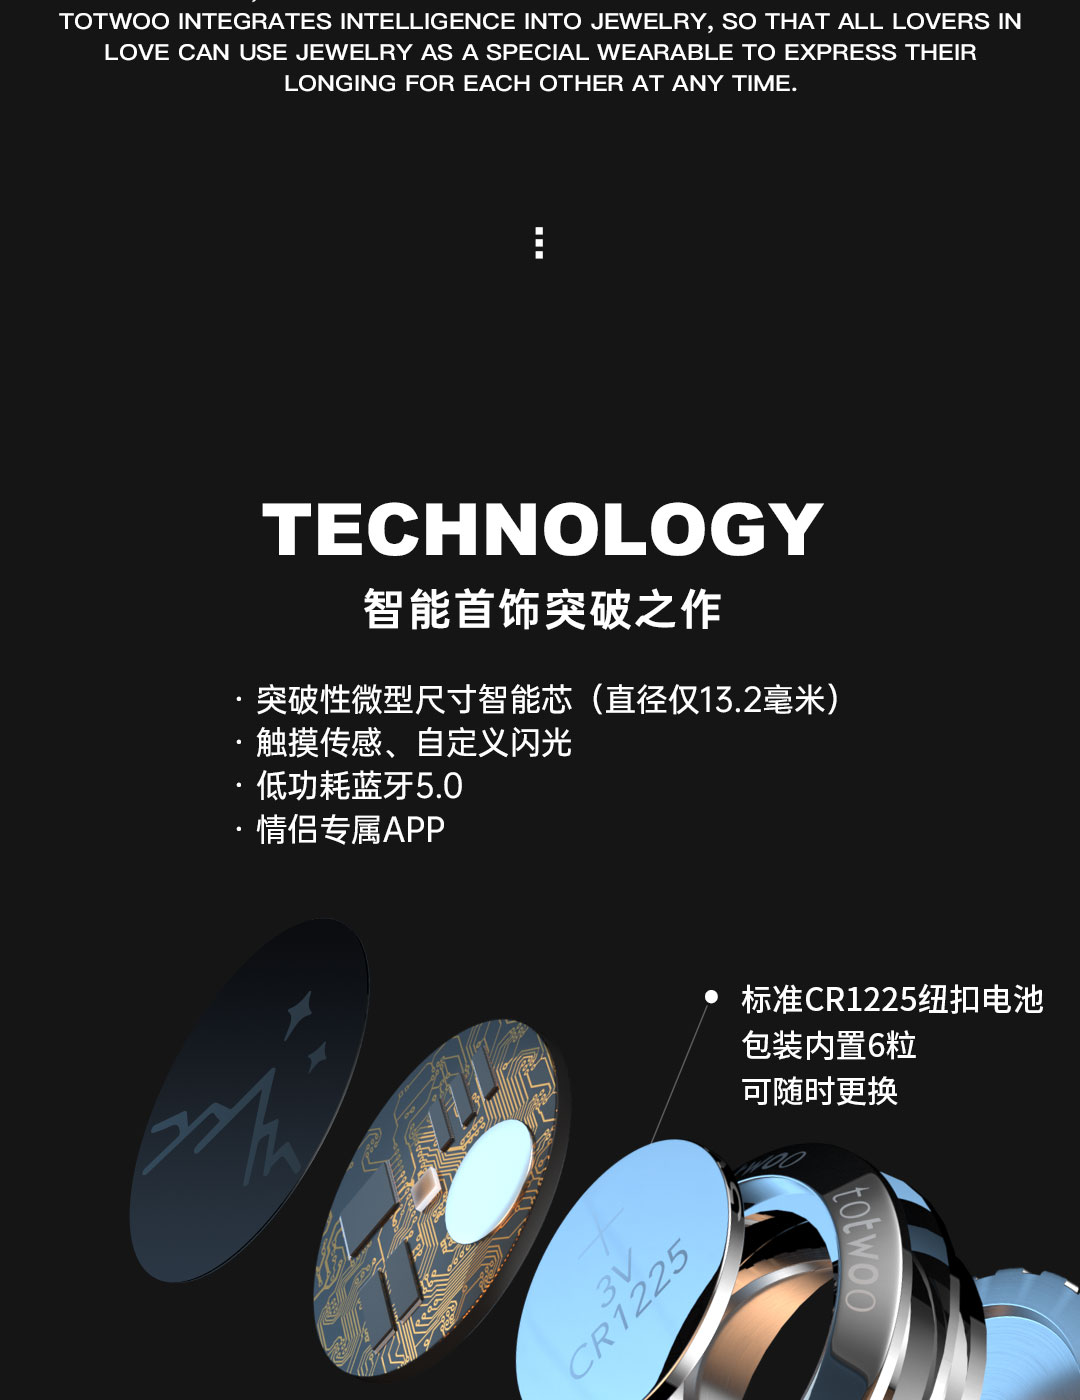 TOTWOO INTEGRATES INTELLIGENCE INTO JEWELRY, SO THAT ALL LOVERS IN
LOVE CAN USE JEWELRY AS A SPECIAL WEARABLE TO EXPRESS THEIR
LONGING FOR EACH OTHER AT ANY TIME.
TECHNOLOGY
智能首饰突破之作
· 突破性微型尺寸智能芯（直径仅13.2毫米）
· 触摸传感、自定义闪光
· 低功耗蓝牙5.0
· 情侣专属APP
标准CR1225纽扣电池
包装内置6粒
可随时更换
+
3V
CR1225
totwoo